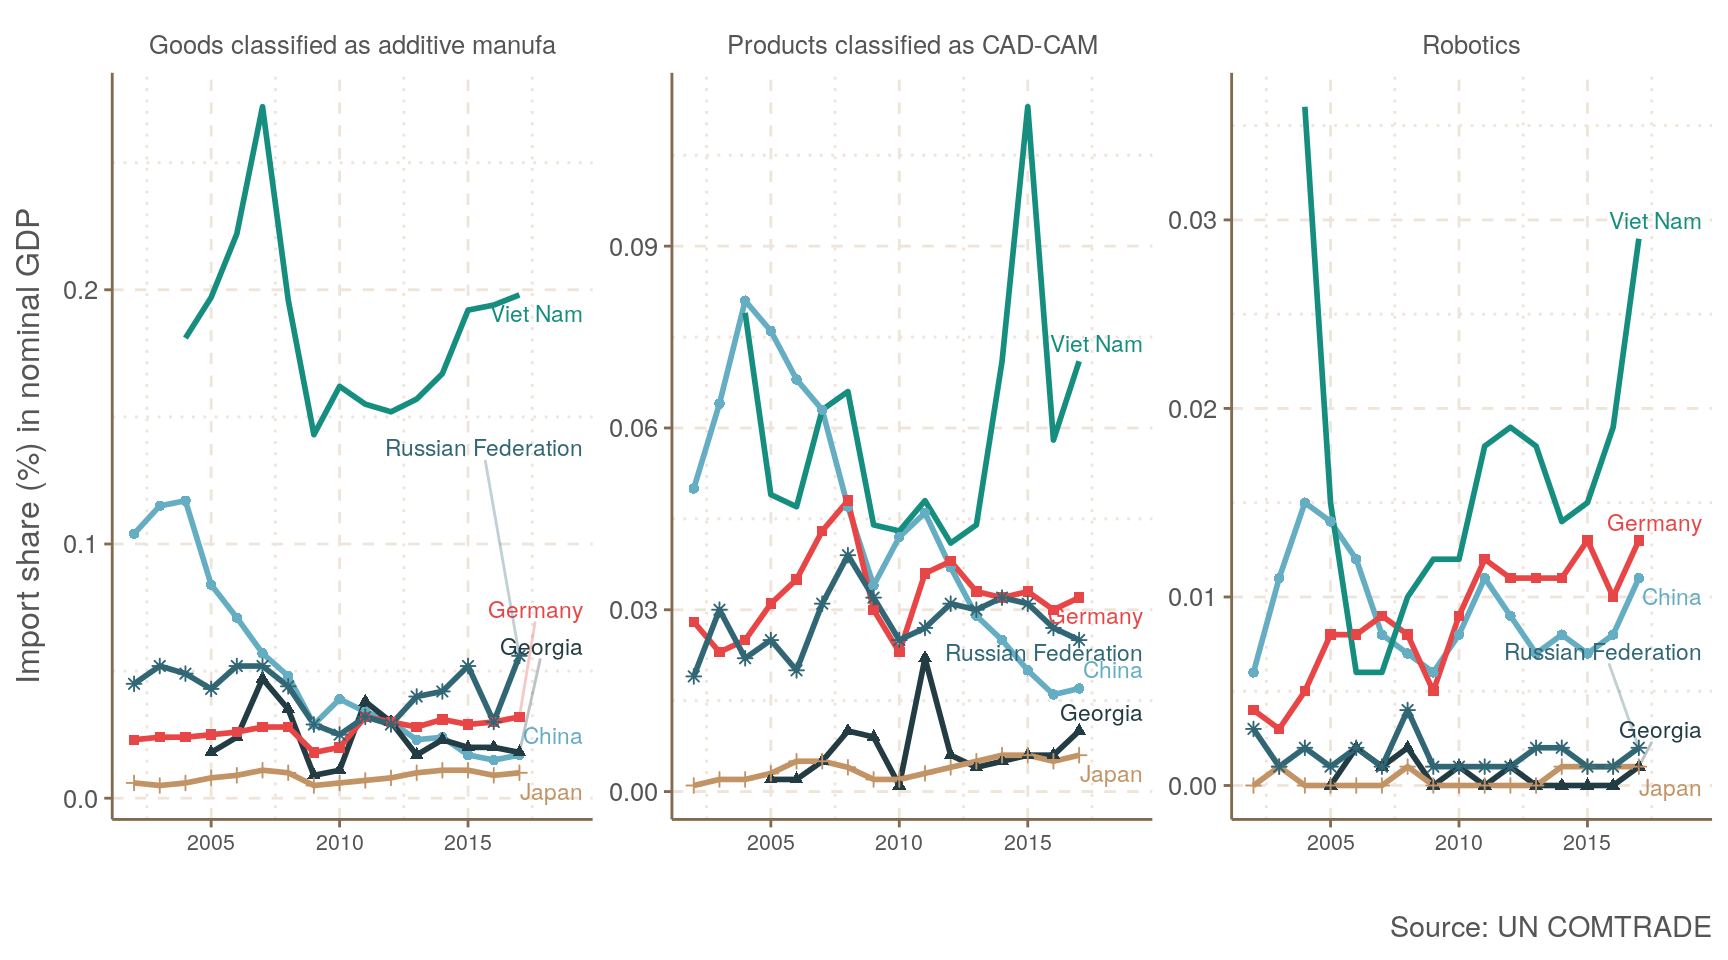 Goods classified as additive manufa
Products classified as CAD-CAM
Robotics
Import share (%) in nominal GDP
0.2
0.1
0.0
Viet Nam
Russian Federation
Germany
Georgia
China
Japan
2005
2010
2015
0.09
0.06
0.03
0.00
Viet Nam
Germany
Russian Federation
China
Georgia
Japan
2005
2010
2015
0.03
0.02
0.01
0.00
Viet Nam
Germany
China
Russian Federation
Georgia
Japan
2005
2010
2015
Source: UN COMTRADE